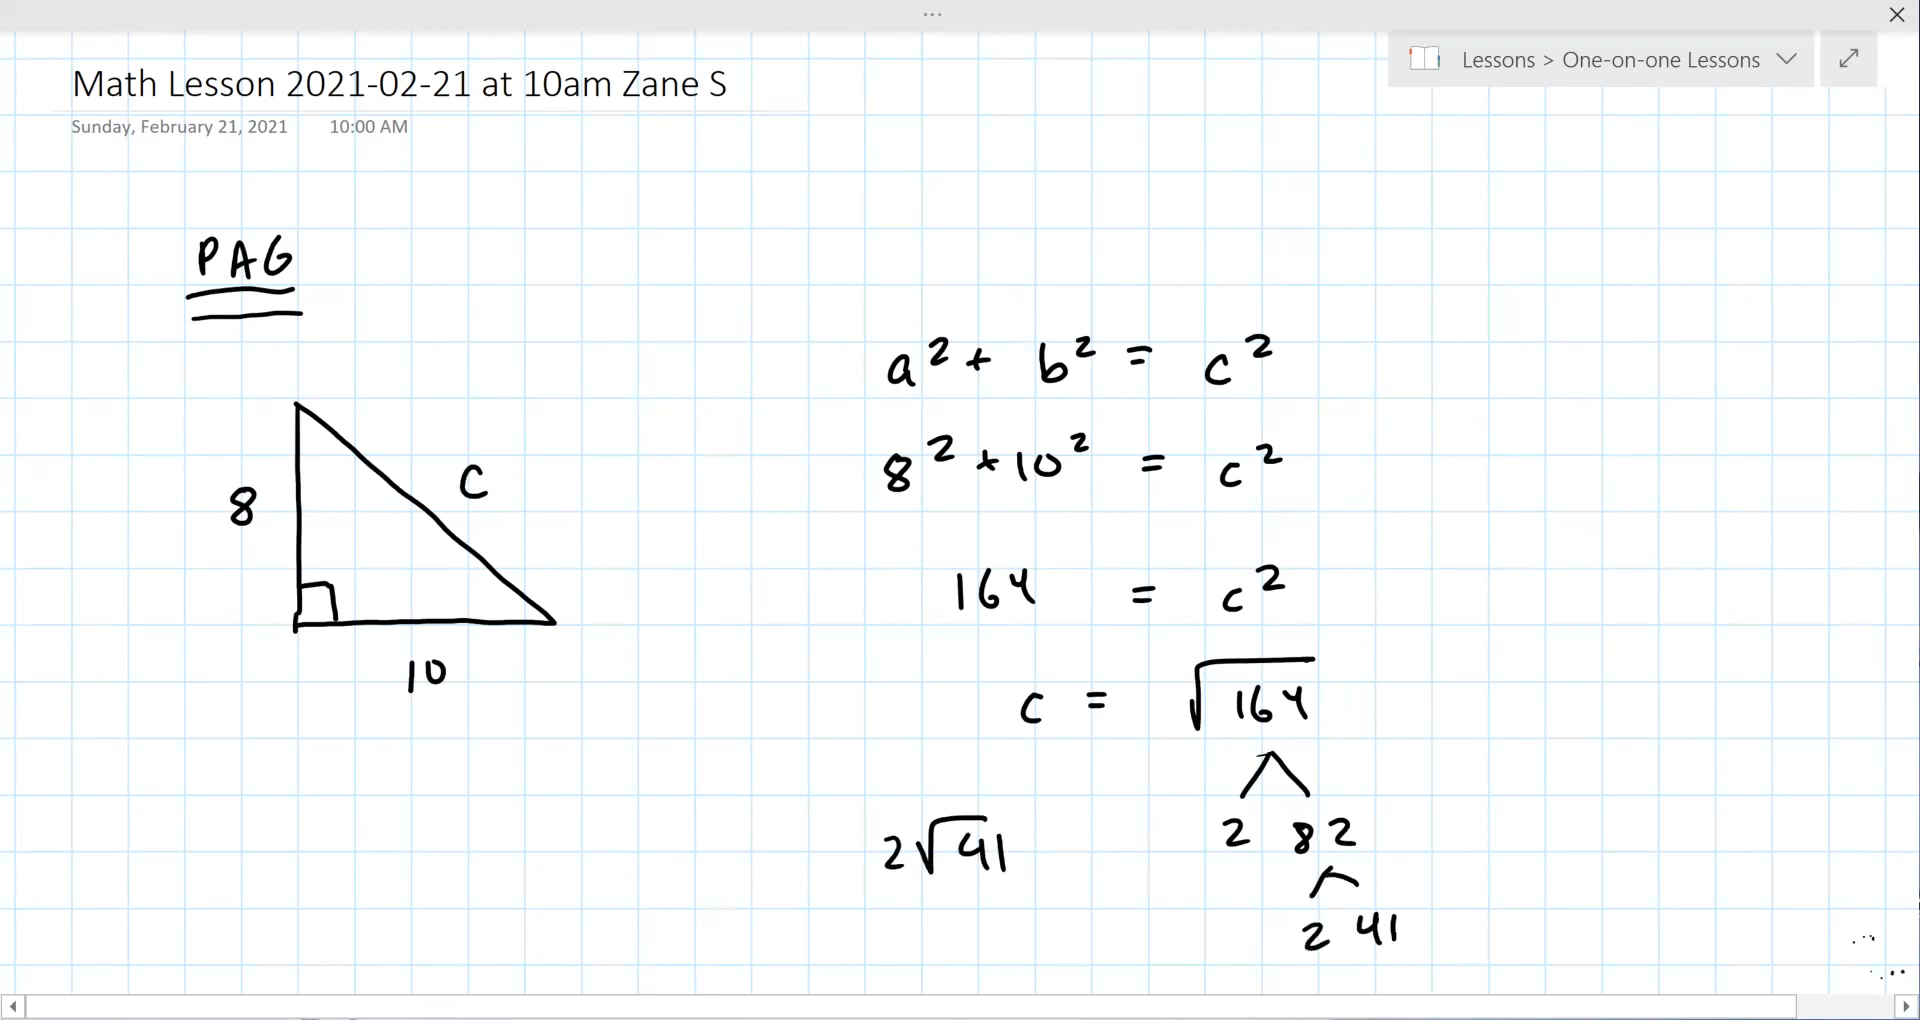 ...
Lessons > One-on-one Lessons
Math Lesson 2021-02-21 at 10am Zane S
Sunday, February 21, 2021 10:00 AM
PAG
8
C
10
a² + b² = c²
8² + 10² = c²
164 = c²
c = √164
2 82
2 41
2√41